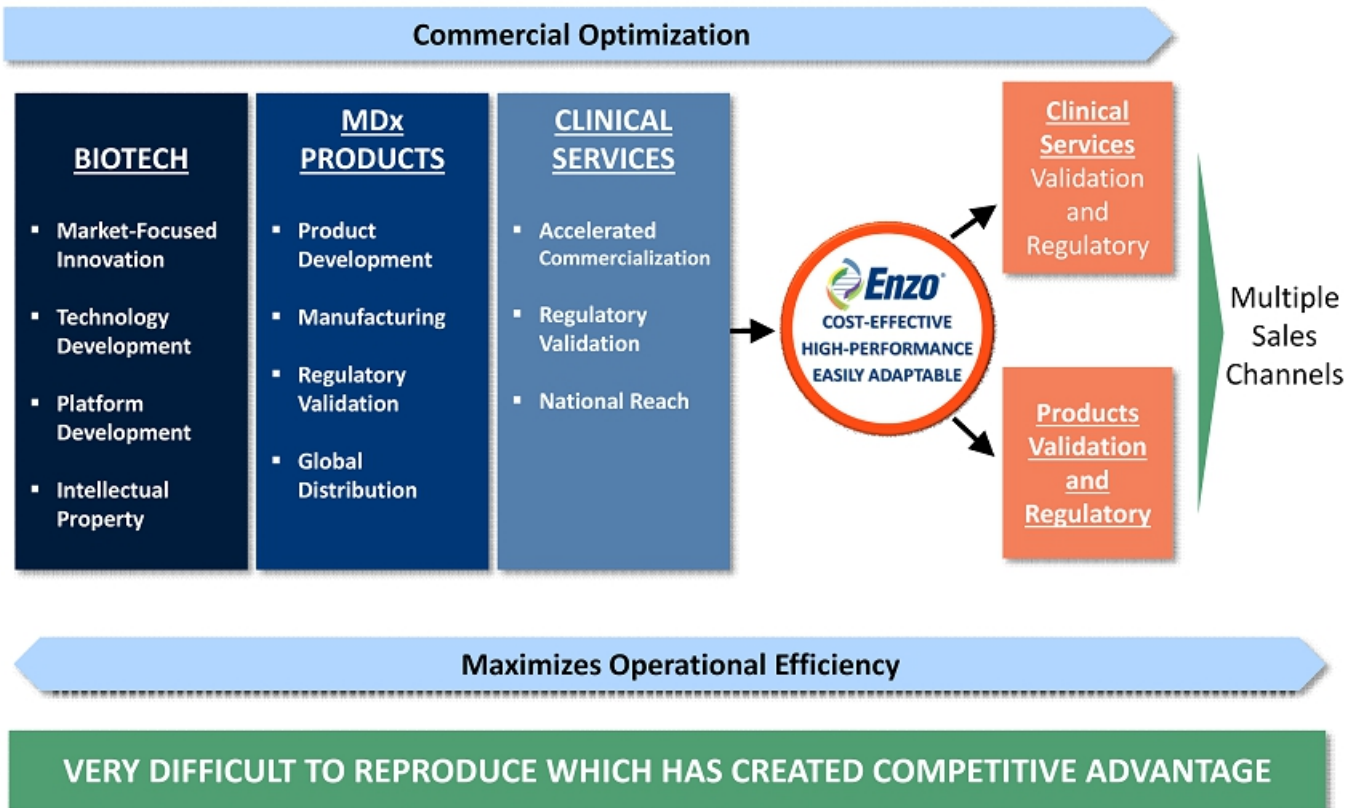 Commercial Optimization
BIOTECH
▪ Market-Focused
Innovation
▪ Technology
Development
▪ Platform
Development
▪ Intellectual
Property
MDx
PRODUCTS
▪ Product
Development
▪ Manufacturing
▪ Regulatory
Validation
▪ Global
Distribution
CLINICAL
SERVICES
▪ Accelerated
Commercialization
▪ Regulatory
Validation
▪ National Reach
Enzo®
COST-EFFECTIVE
HIGH-PERFORMANCE
EASILY ADAPTABLE
Clinical
Services
Validation
and
Regulatory
Products
Validation
and
Regulatory
Multiple
Sales
Channels
Maximizes Operational Efficiency
VERY DIFFICULT TO REPRODUCE WHICH HAS CREATED COMPETITIVE ADVANTAGE